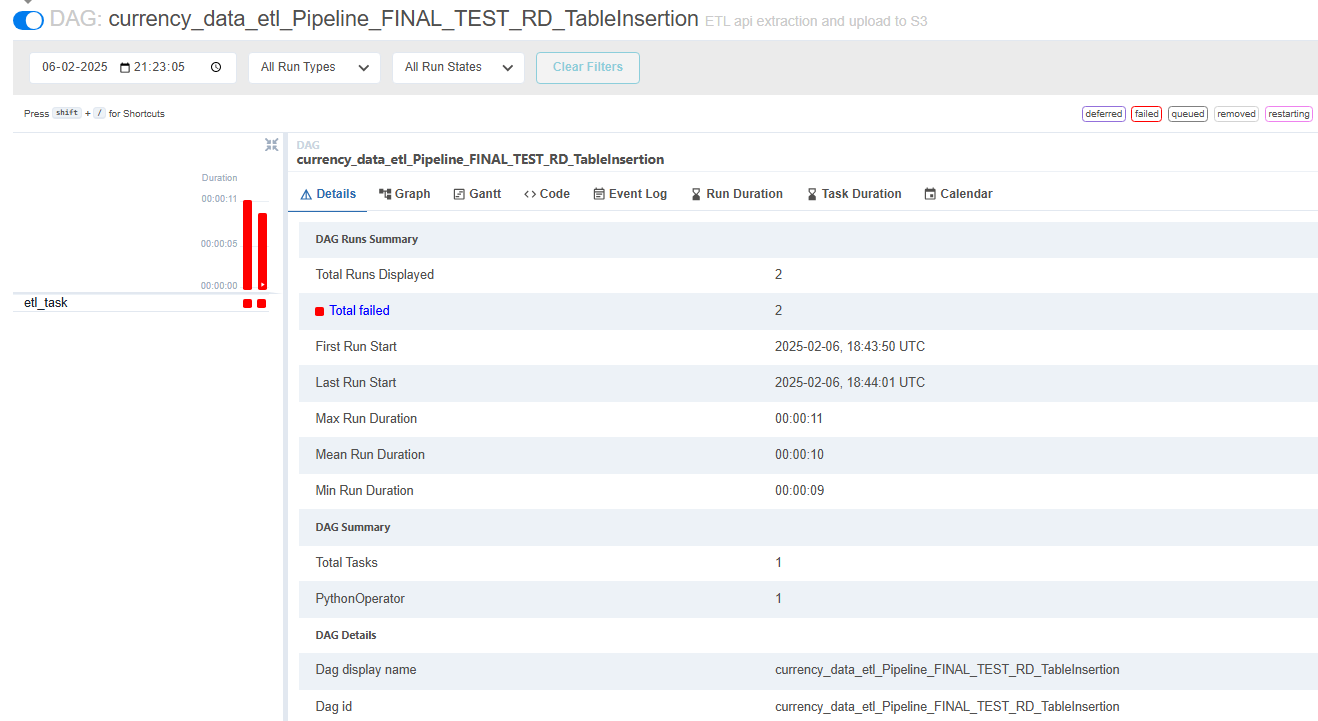 DAG: currency_data_etl_Pipeline_FINAL_TEST_RD_TableInsertion ETL api extraction and upload to S3
06-02-2025 21:23:05 All Run Types All Run States Clear Filters
Press shift + / for Shortcuts deferred failed queued removed restarting
DAG
currency_data_etl_Pipeline_FINAL_TEST_RD_TableInsertion
Duration
00:00:11
00:00:05
00:00:00
etl_task
Details Graph Gantt Code Event Log Run Duration Task Duration Calendar
DAG Runs Summary
Total Runs Displayed 2
Total failed 2
First Run Start 2025-02-06, 18:43:50 UTC
Last Run Start 2025-02-06, 18:44:01 UTC
Max Run Duration 00:00:11
Mean Run Duration 00:00:10
Min Run Duration 00:00:09
DAG Summary
Total Tasks 1
PythonOperator 1
DAG Details
Dag display name currency_data_etl_Pipeline_FINAL_TEST_RD_TableInsertion
Dag id currency_data_etl_Pipeline_FINAL_TEST_RD_TableInsertion